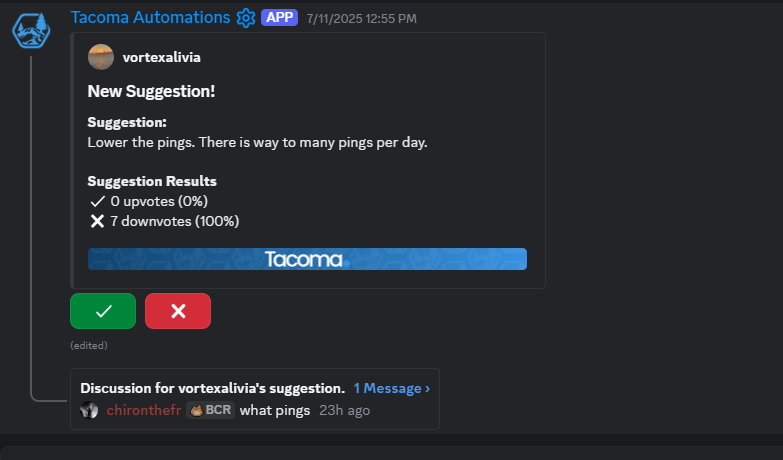 Tacoma Automations APP 7/11/2025 12:55 PM
vortexalivia
New Suggestion!
Suggestion:
Lower the pings. There is way to many pings per day.
Suggestion Results
0 upvotes (0%)
7 downvotes (100%)
Tacoma
(edited)
Discussion for vortexalivia's suggestion. 1 Message ›
chironthefr BCR what pings 23h ago